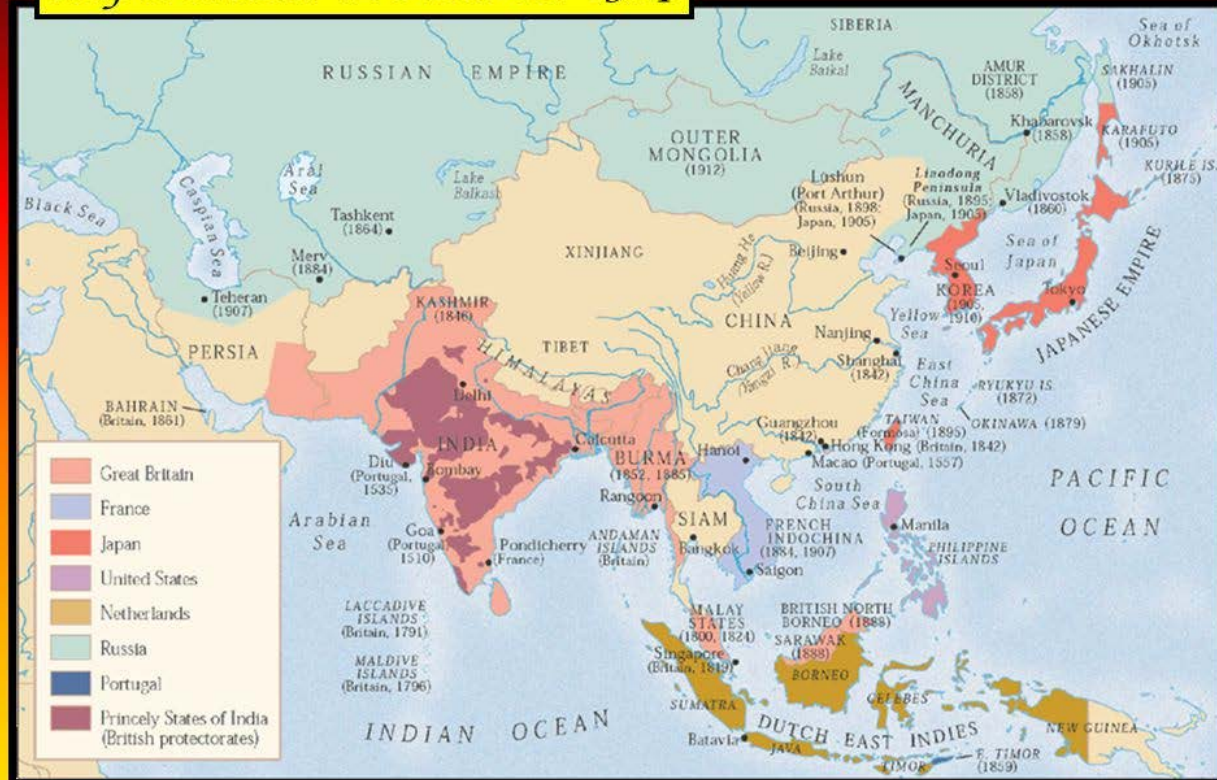 SIBERIA
Sea of
Okhotsk
RUSSIAN EMPIRE
Lake
Baikal
AMUR
DISTRICT
(1858)
SAKHALIN
(1905)
MANCHURIA
Khabarovsk
(1858)
KARAFUTO
(1905)
OUTER
MONGOLIA
(1912)
KURILE IS.
(1875)
Aral
Sea
Lake
Balkash
Caspian Sea
Black Sea
Lüshun
(Port Arthur)
(Russia, 1898;
Japan, 1905)
Liaodong
Peninsula
(Russia, 1895;
Japan, 1905)
Vladivostok
(1860)
Tashkent
(1864)
Merv
(1884)
XINJIANG
Beijing
Huang He
(Yellow R.)
Sea of
Japan
Seoul
KOREA
(1905,
1910)
Tokyo
JAPANESE EMPIRE
Teheran
(1907)
KASHMIR
(1846)
PERSIA
CHINA
Yellow
Sea
Nanjing
TIBET
HIMALAYAS
Chang Jiang
(Yangzi R.)
Shanghai
(1842)
East
China
Sea
RYUKYU IS.
(1872)
Delhi
BAHRAIN
(Britain, 1861)
OKINAWA (1879)
TAIWAN
(Formosa) (1895)
Guangzhou
(1842)
Hong Kong (Britain, 1842)
Macao (Portugal, 1557)
INDIA
Calcutta
BURMA
(1852, 1885)
Hanoi
Diu
(Portugal,
1535)
Bombay
Rangoon
South
China Sea
PACIFIC
OCEAN
Arabian
Sea
SIAM
Manila
Goa
(Portugal
1510)
Pondicherry
(France)
ANDAMAN
ISLANDS
(Britain)
Bangkok
FRENCH
INDOCHINA
(1884, 1907)
PHILIPPINE
ISLANDS
Saigon
LACCADIVE
ISLANDS
(Britain, 1791)
MALAY
STATES
(1800, 1824)
BRITISH NORTH
BORNEO (1888)
SARAWAK
(1888)
Singapore
(Britain, 1819)
MALDIVE
ISLANDS
(Britain, 1796)
BORNEO
SUMATRA
CELEBES
INDIAN OCEAN
DUTCH EAST INDIES
NEW GUINEA
Batavia
JAVA
TIMOR
E. TIMOR
(1859)
Great Britain
France
Japan
United States
Netherlands
Russia
Portugal
Princely States of India
(British protectorates)